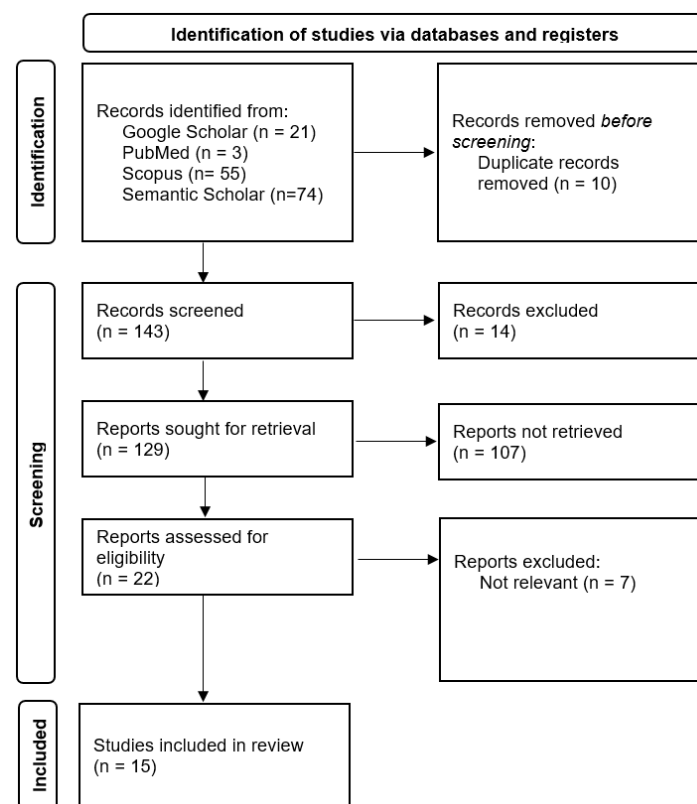 Identification of studies via databases and registers
Identification
Records identified from:
Google Scholar (n = 21)
PubMed (n = 3)
Scopus (n= 55)
Semantic Scholar (n=74)
Records removed before
screening:
Duplicate records
removed (n = 10)
Screening
Records screened
(n = 143)
Records excluded
(n = 14)
Reports sought for retrieval
(n = 129)
Reports not retrieved
(n = 107)
Reports assessed for
eligibility
(n = 22)
Reports excluded:
Not relevant (n = 7)
Included
Studies included in review
(n = 15)